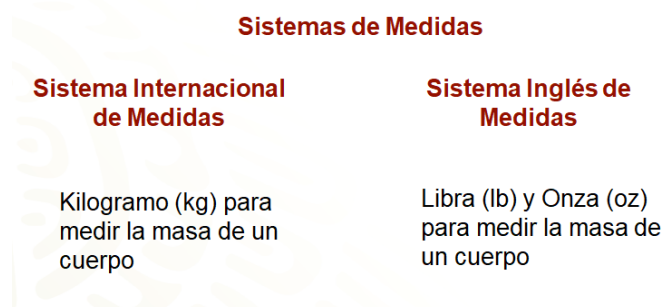 Sistemas de Medidas
Sistema Internacional
de Medidas
Sistema Inglés de
Medidas
Kilogramo (kg) para
medir la masa de un
cuerpo
Libra (lb) y Onza (oz)
para medir la masa de
un cuerpo